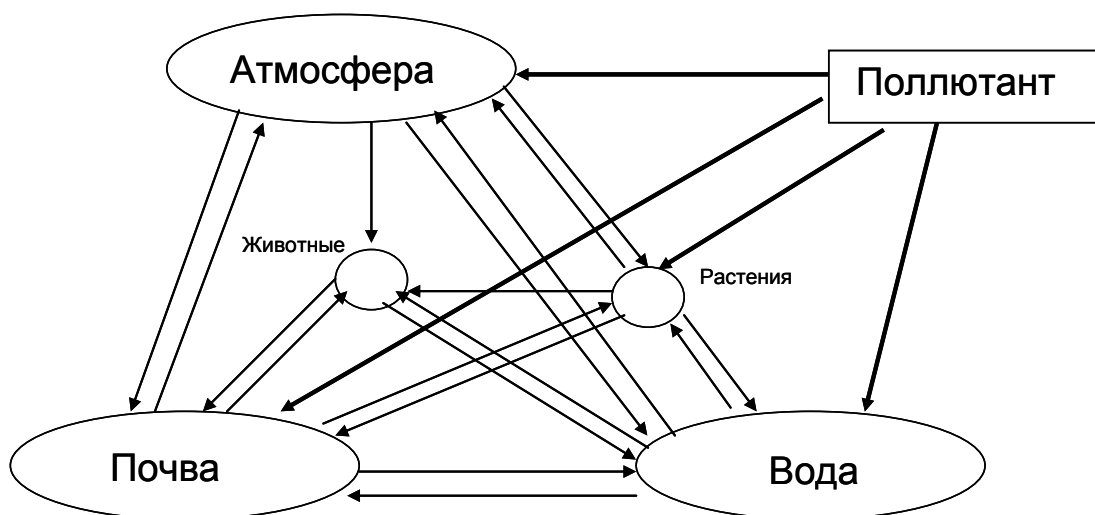 Атмосфера
Поллютант
Животные
Растения
Почва
Вода